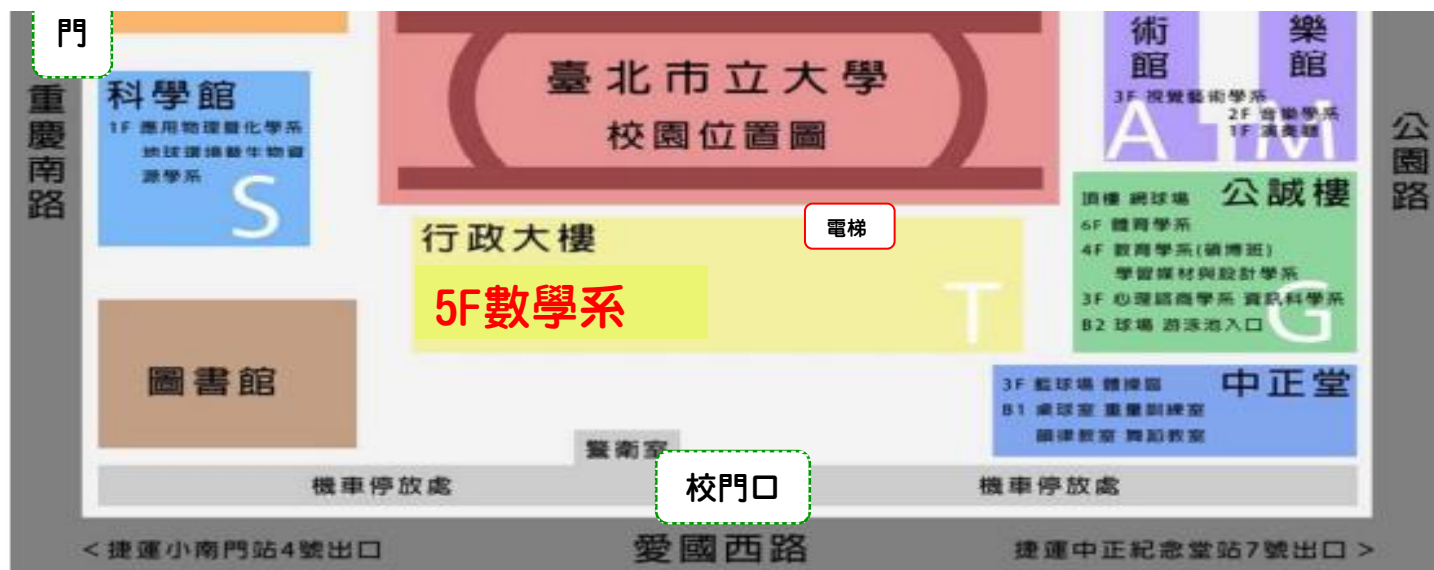 門
重慶南路
科學館
1F 應用物理暨化學系
地球環境暨生物資
源學系
S
臺北市立大學
校園位置圖
術館
樂館
3F 視覺藝術學系
2F 音樂學系
1F 演奏廳
A
M
公園路
行政大樓
電梯
5F數學系
T
公誠樓
頂樓 網球場
6F 體育學系
4F 教育學系(碩博班)
學習媒材與設計學系
3F 心理諮商學系 資訊科學系
B2 球場 游泳池入口
G
圖書館
中正堂
3F 籃球場 體操區
B1 桌球室 重量訓練室
韻律教室 舞蹈教室
警衛室
機車停放處
校門口
機車停放處
<捷運小南門站4號出口
愛國西路
捷運中正紀念堂站7號出口>